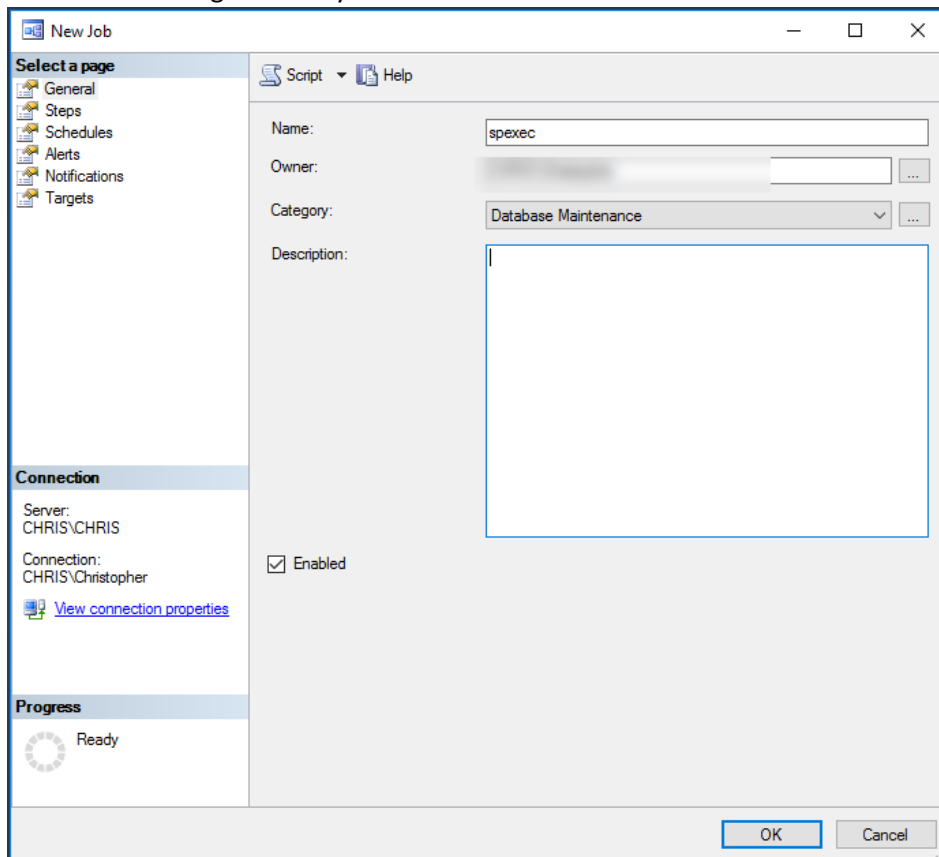 New Job
Select a page
General
Steps
Schedules
Alerts
Notifications
Targets
Script Help
Name: spexec
Owner: ...
Category: Database Maintenance ...
Description:
Enabled
Connection
Server:
CHRIS\CHRIS
Connection:
CHRIS\Christopher
View connection properties
Progress
Ready
OK Cancel